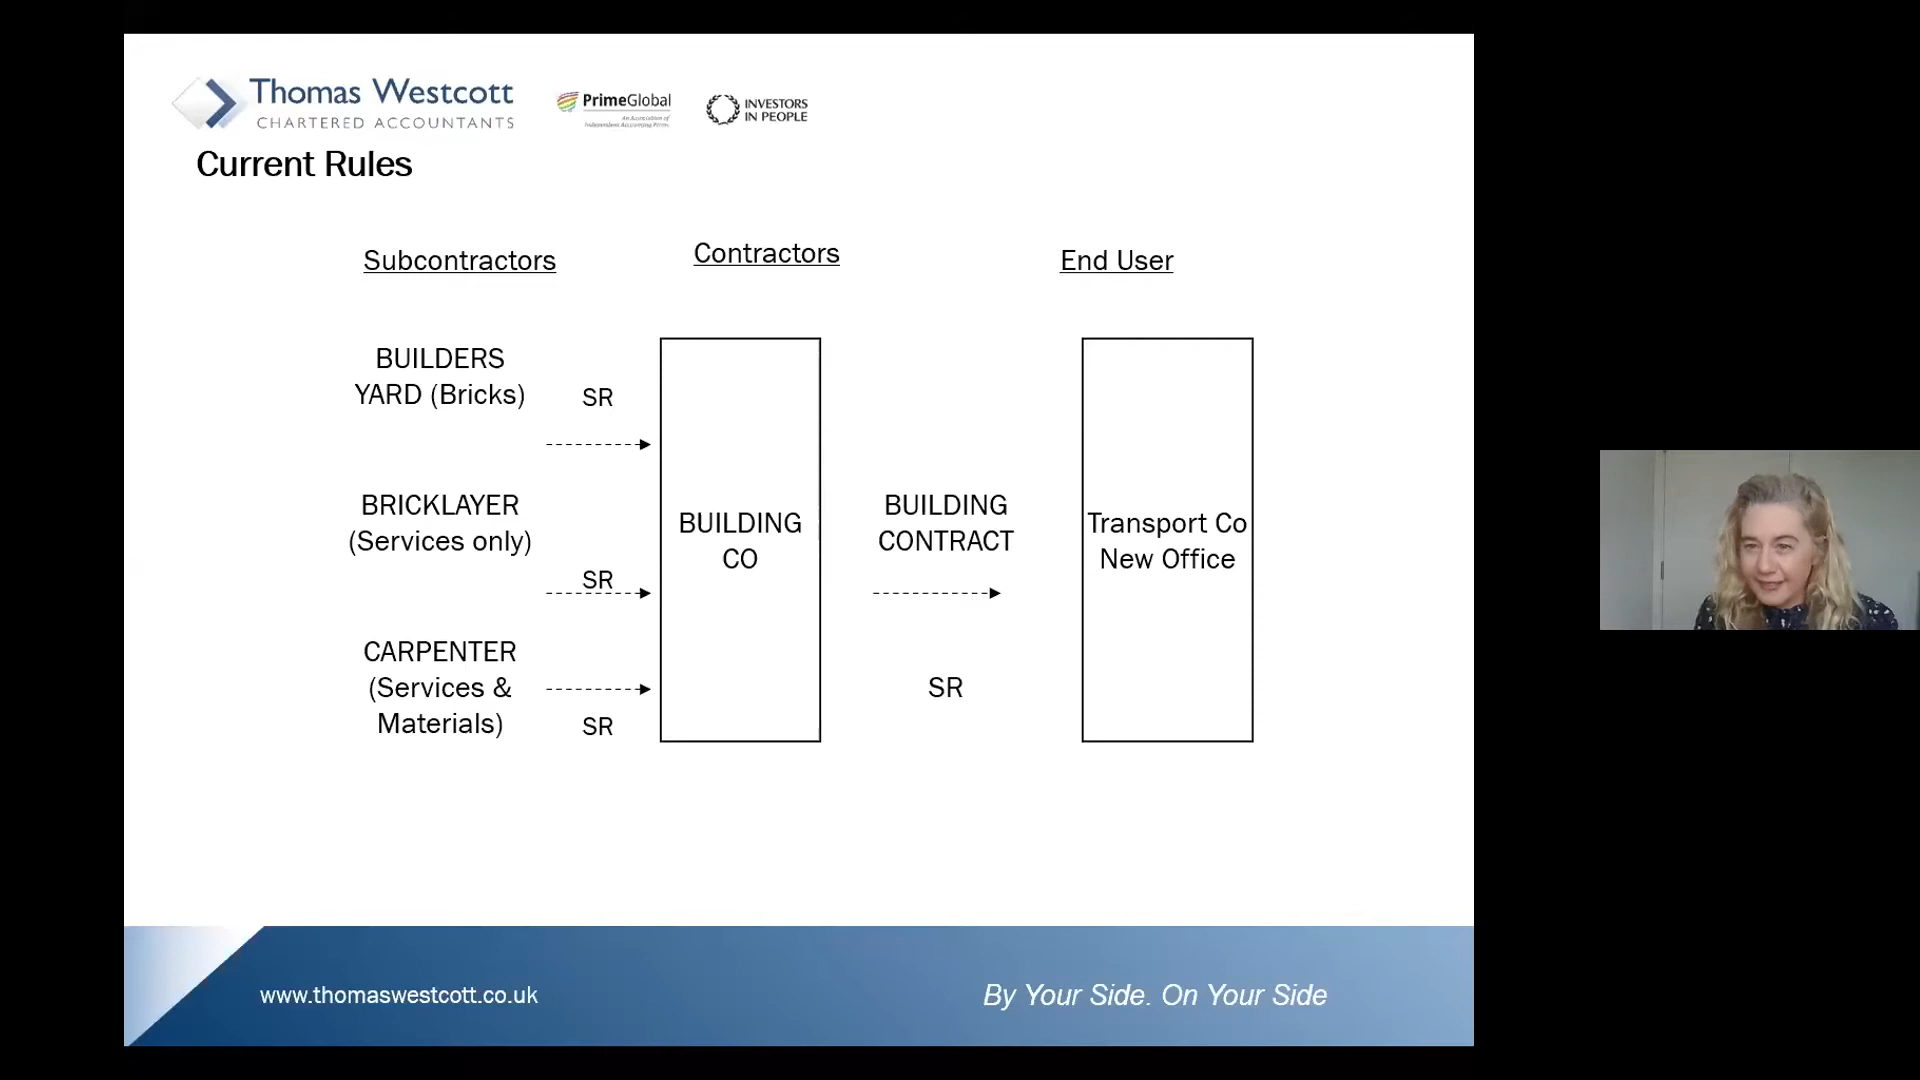 Thomas Westcott
CHARTERED ACCOUNTANTS
PrimeGlobal
An Association of
Independent Accounting Firms
INVESTORS
IN PEOPLE
Current Rules
Subcontractors
Contractors
End User
BUILDERS
YARD (Bricks)
SR
BRICKLAYER
(Services only)
SR
CARPENTER
(Services &
Materials)
SR
BUILDING
CO
BUILDING
CONTRACT
SR
Transport Co
New Office
www.thomaswestcott.co.uk
By Your Side. On Your Side